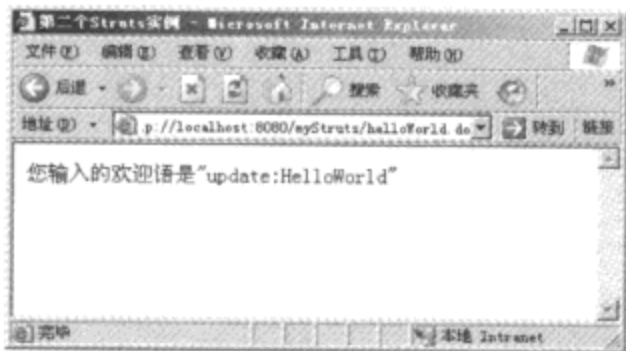 第二个Struts实例 - Microsoft Internet Explorer
文件(F) 编辑(E) 查看(V) 收藏(A) 工具(T) 帮助(H)
后退 搜索 收藏夹 »
地址(D) p://localhost:8080/myStruts/halloWorld.do 转到 链接
您输入的欢迎语是"update:HelloWorld"
完毕 本地 Intranet